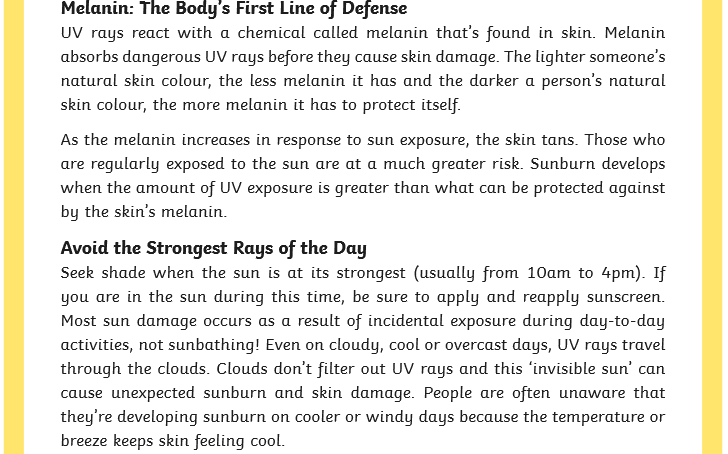 Melanin: The Body's First Line of Defense
UV rays react with a chemical called melanin that's found in skin. Melanin
absorbs dangerous UV rays before they cause skin damage. The lighter someone's
natural skin colour, the less melanin it has and the darker a person's natural
skin colour, the more melanin it has to protect itself.
As the melanin increases in response to sun exposure, the skin tans. Those who
are regularly exposed to the sun are at a much greater risk. Sunburn develops
when the amount of UV exposure is greater than what can be protected against
by the skin's melanin.
Avoid the Strongest Rays of the Day
Seek shade when the sun is at its strongest (usually from 10am to 4pm). If
you are in the sun during this time, be sure to apply and reapply sunscreen.
Most sun damage occurs as a result of incidental exposure during day-to-day
activities, not sunbathing! Even on cloudy, cool or overcast days, UV rays travel
through the clouds. Clouds don't filter out UV rays and this ‘invisible sun’ can
cause unexpected sunburn and skin damage. People are often unaware that
they're developing sunburn on cooler or windy days because the temperature or
breeze keeps skin feeling cool.